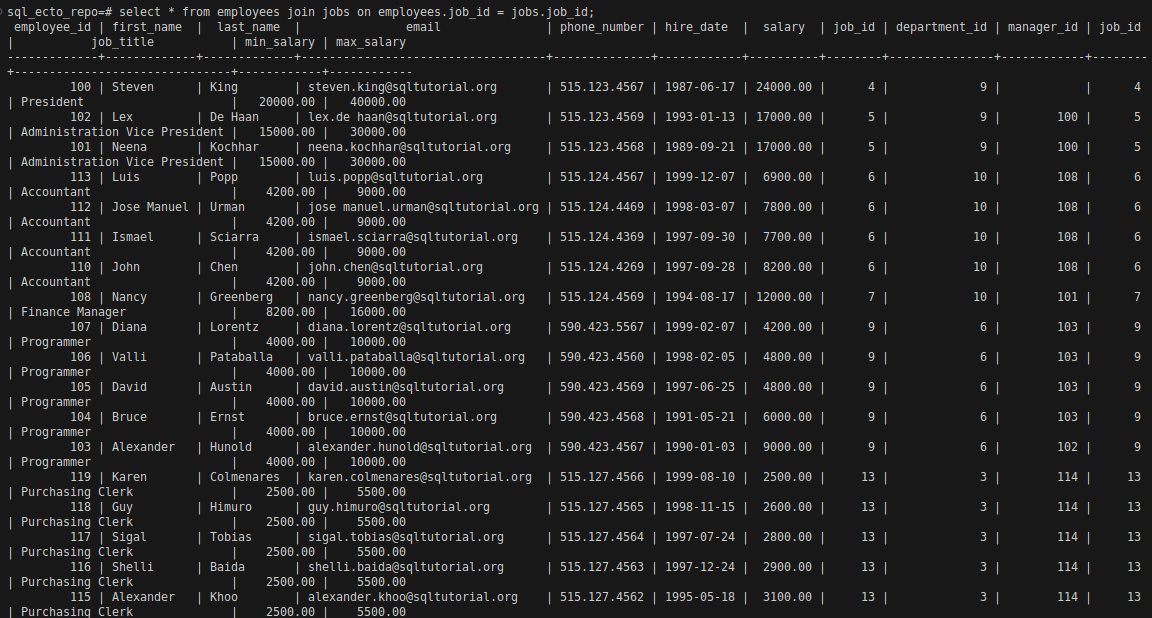 sql_ecto_repo=# select * from employees join jobs on employees.job_id = jobs.job_id;
 employee_id | first_name  |  last_name  |               email               | phone_number | hire_date  |  salary  | job_id | department_id | manager_id | job_id
|           job_title           | min_salary | max_salary
-------------+-------------+-------------+-----------------------------------+--------------+------------+----------+--------+---------------+------------+--------
+-------------------------------+------------+------------
         100 | Steven      | King        | steven.king@sqltutorial.org       | 515.123.4567 | 1987-06-17 | 24000.00 |      4 |             9 |            |      4
| President                     |   20000.00 |   40000.00
         102 | Lex         | De Haan     | lex.de haan@sqltutorial.org       | 515.123.4569 | 1993-01-13 | 17000.00 |      5 |             9 |        100 |      5
| Administration Vice President |   15000.00 |   30000.00
         101 | Neena       | Kochhar     | neena.kochhar@sqltutorial.org     | 515.123.4568 | 1989-09-21 | 17000.00 |      5 |             9 |        100 |      5
| Administration Vice President |   15000.00 |   30000.00
         113 | Luis        | Popp        | luis.popp@sqltutorial.org         | 515.124.4567 | 1999-12-07 |  6900.00 |      6 |            10 |        108 |      6
| Accountant                    |    4200.00 |    9000.00
         112 | Jose Manuel | Urman       | jose manuel.urman@sqltutorial.org | 515.124.4469 | 1998-03-07 |  7800.00 |      6 |            10 |        108 |      6
| Accountant                    |    4200.00 |    9000.00
         111 | Ismael      | Sciarra     | ismael.sciarra@sqltutorial.org    | 515.124.4369 | 1997-09-30 |  7700.00 |      6 |            10 |        108 |      6
| Accountant                    |    4200.00 |    9000.00
         110 | John        | Chen        | john.chen@sqltutorial.org         | 515.124.4269 | 1997-09-28 |  8200.00 |      6 |            10 |        108 |      6
| Accountant                    |    4200.00 |    9000.00
         108 | Nancy       | Greenberg   | nancy.greenberg@sqltutorial.org   | 515.124.4569 | 1994-08-17 | 12000.00 |      7 |            10 |        101 |      7
| Finance Manager               |    8200.00 |   16000.00
         107 | Diana       | Lorentz     | diana.lorentz@sqltutorial.org     | 590.423.5567 | 1999-02-07 |  4200.00 |      9 |             6 |        103 |      9
| Programmer                    |    4000.00 |   10000.00
         106 | Valli       | Pataballa   | valli.pataballa@sqltutorial.org   | 590.423.4560 | 1998-02-05 |  4800.00 |      9 |             6 |        103 |      9
| Programmer                    |    4000.00 |   10000.00
         105 | David       | Austin      | david.austin@sqltutorial.org      | 590.423.4569 | 1997-06-25 |  4800.00 |      9 |             6 |        103 |      9
| Programmer                    |    4000.00 |   10000.00
         104 | Bruce       | Ernst       | bruce.ernst@sqltutorial.org       | 590.423.4568 | 1991-05-21 |  6000.00 |      9 |             6 |        103 |      9
| Programmer                    |    4000.00 |   10000.00
         103 | Alexander   | Hunold      | alexander.hunold@sqltutorial.org  | 590.423.4567 | 1990-01-03 |  9000.00 |      9 |             6 |        102 |      9
| Programmer                    |    4000.00 |   10000.00
         119 | Karen       | Colmenares  | karen.colmenares@sqltutorial.org  | 515.127.4566 | 1999-08-10 |  2500.00 |     13 |             3 |        114 |     13
| Purchasing Clerk              |    2500.00 |    5500.00
         118 | Guy         | Himuro      | guy.himuro@sqltutorial.org        | 515.127.4565 | 1998-11-15 |  2600.00 |     13 |             3 |        114 |     13
| Purchasing Clerk              |    2500.00 |    5500.00
         117 | Sigal       | Tobias      | sigal.tobias@sqltutorial.org      | 515.127.4564 | 1997-07-24 |  2800.00 |     13 |             3 |        114 |     13
| Purchasing Clerk              |    2500.00 |    5500.00
         116 | Shelli      | Baida       | shelli.baida@sqltutorial.org      | 515.127.4563 | 1997-12-24 |  2900.00 |     13 |             3 |        114 |     13
| Purchasing Clerk              |    2500.00 |    5500.00
         115 | Alexander   | Khoo        | alexander.khoo@sqltutorial.org    | 515.127.4562 | 1995-05-18 |  3100.00 |     13 |             3 |        114 |     13
| Purchasing Clerk              |    2500.00 |    5500.00